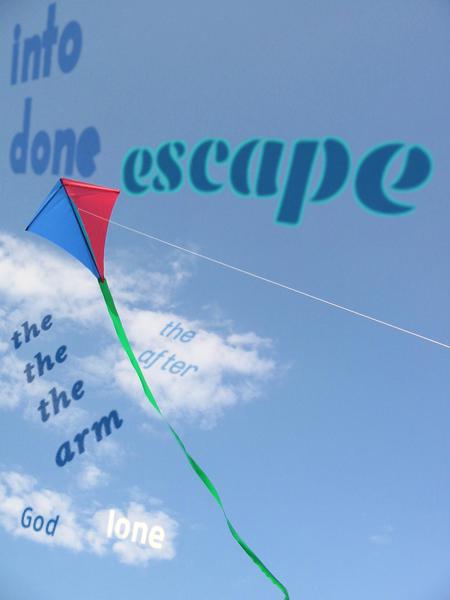 into
done
escape
the
the
the
arm
the
after
God
lone